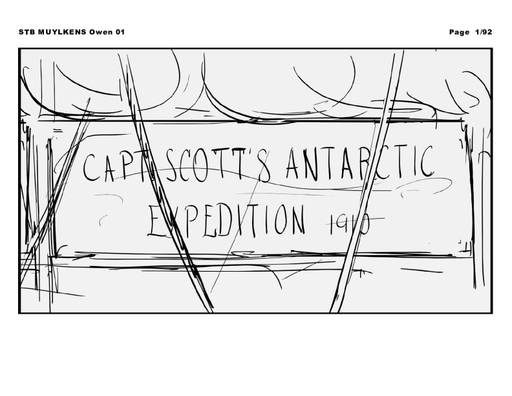 STB MUYLKENS Owen 01
Page 1/92
CAPT. SCOTT'S ANTARCTIC
EXPEDITION 1910